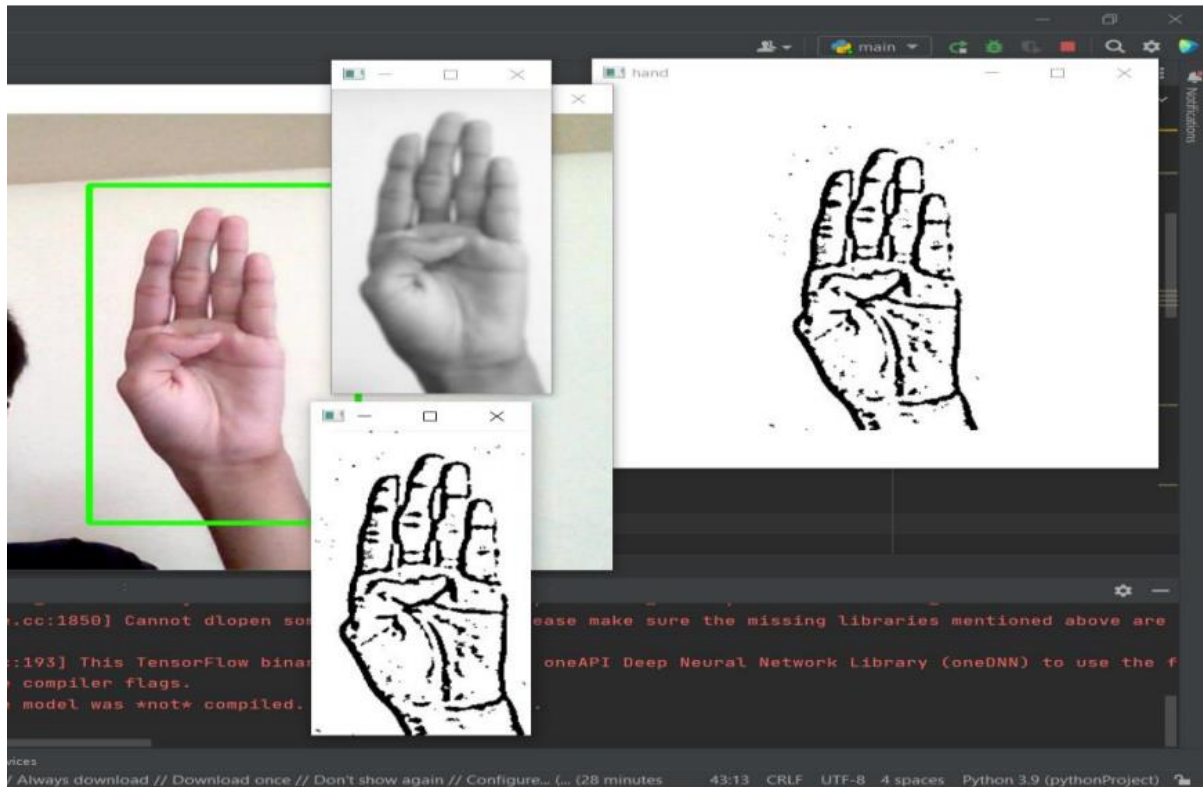 main
hand
Notifications
.cc:1850] Cannot dlopen som ease make sure the missing libraries mentioned above are
:193] This TensorFlow binar oneAPI Deep Neural Network Library (oneDNN) to use the f
compiler flags.
model was *not* compiled. .
vices
/ Always download // Download once // Don't show again // Configure... (... (28 minutes 43:13 CRLF UTF-8 4 spaces Python 3.9 (pythonProject)